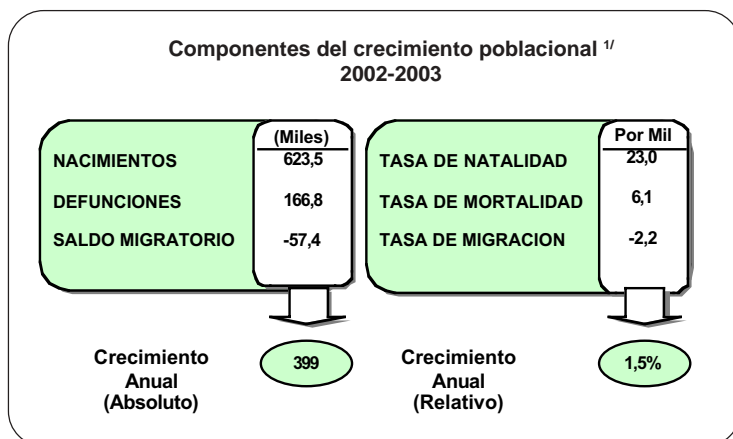 Componentes del crecimiento poblacional 1/
2002-2003
(Miles)
NACIMIENTOS 623,5
DEFUNCIONES 166,8
SALDO MIGRATORIO -57,4
Crecimiento
Anual
(Absoluto)
399
Por Mil
TASA DE NATALIDAD 23,0
TASA DE MORTALIDAD 6,1
TASA DE MIGRACION -2,2
Crecimiento
Anual
(Relativo)
1,5%